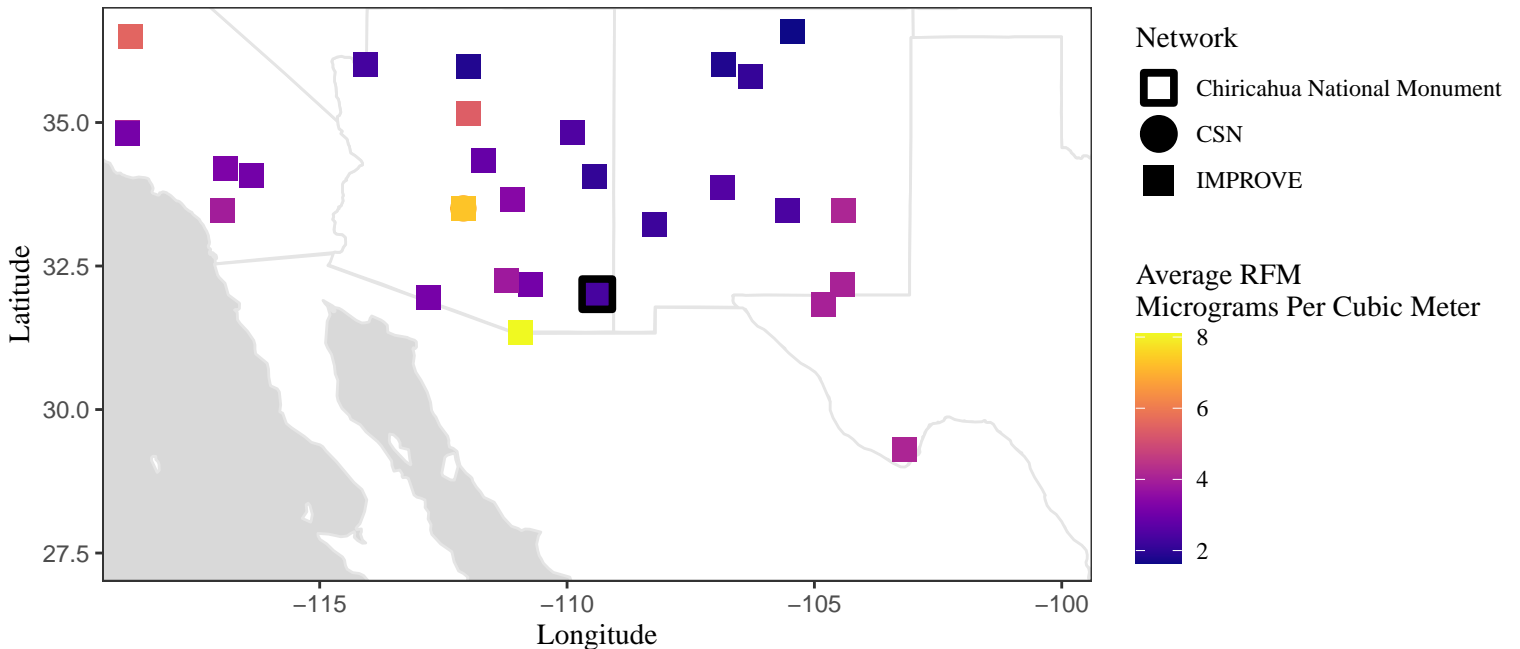 35.0
32.5
30.0
27.5
Latitude
−115
−110
−105
−100
Longitude
Network
Chiricahua National Monument
CSN
IMPROVE
Average RFM
Micrograms Per Cubic Meter
8
6
4
2